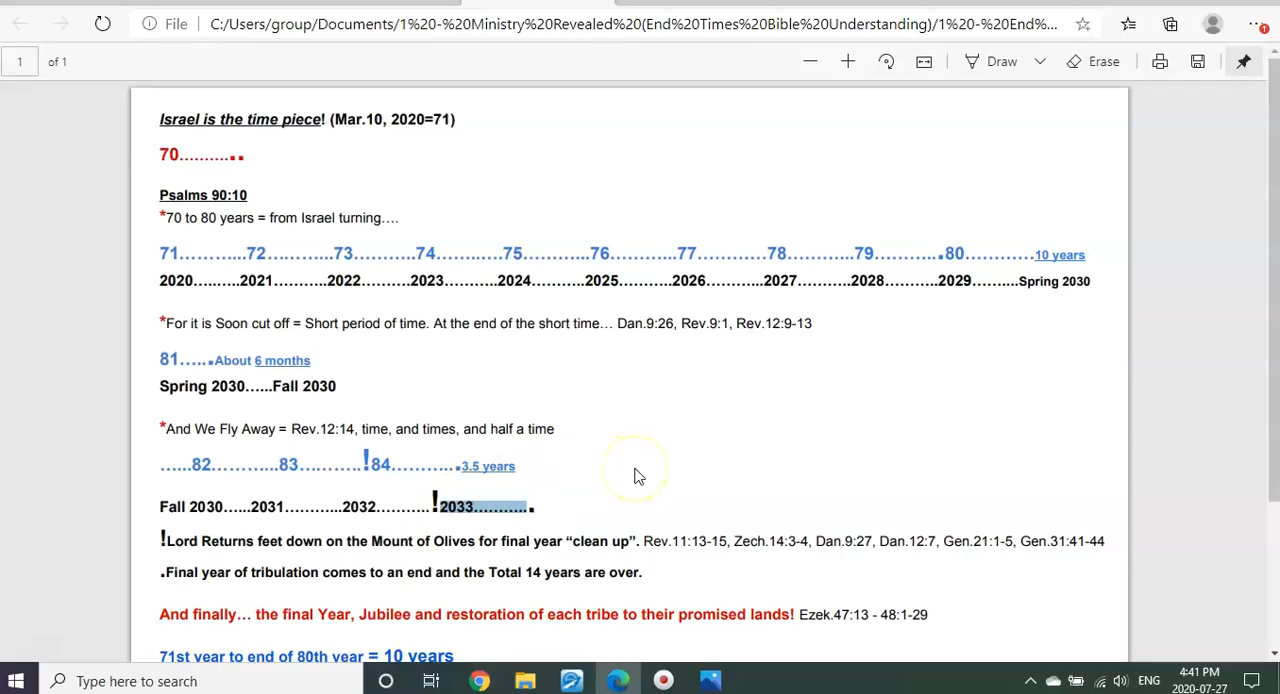 File
C:/Users/group/Documents/1%20-%20Ministry%20Revealed%20(End%20Times%20Bible%20Understanding)/1%20-%20End%...
1 of 1
Draw
Erase
Israel is the time piece! (Mar.10, 2020=71)
70………...
Psalms 90:10
*70 to 80 years = from Israel turning….
71………...72………...73………...74………...75………...76………...77…………78………...79………...80…………10 years
2020………2021………...2022………...2023………...2024………...2025………...2026………...2027………...2028………...2029……...Spring 2030
*For it is Soon cut off = Short period of time. At the end of the short time… Dan.9:26, Rev.9:1, Rev.12:9-13
81…...About 6 months
Spring 2030…...Fall 2030
*And We Fly Away = Rev.12:14, time, and times, and half a time
…...82………...83………!84………...3.5 years
Fall 2030…...2031………...2032………..!2033………...
!Lord Returns feet down on the Mount of Olives for final year “clean up”. Rev.11:13-15, Zech.14:3-4, Dan.9:27, Dan.12:7, Gen.21:1-5, Gen.31:41-44
.Final year of tribulation comes to an end and the Total 14 years are over.
And finally… the final Year, Jubilee and restoration of each tribe to their promised lands! Ezek.47:13 - 48:1-29
71st year to end of 80th year = 10 years
Type here to search
ENG
4:41 PM
2020-07-27